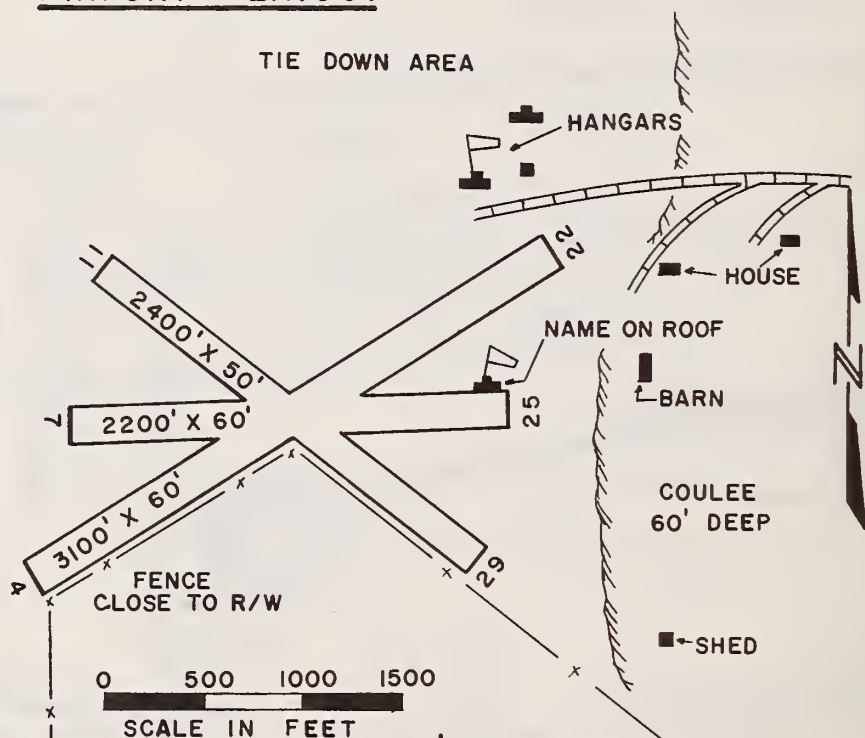 TIE DOWN AREA
HANGARS
22
HOUSE
11
2400' X 50'
NAME ON ROOF
N
7
2200' X 60'
25
BARN
COULEE
60' DEEP
3100' X 60'
4
29
FENCE
CLOSE TO R/W
SHED
0 500 1000 1500
SCALE IN FEET